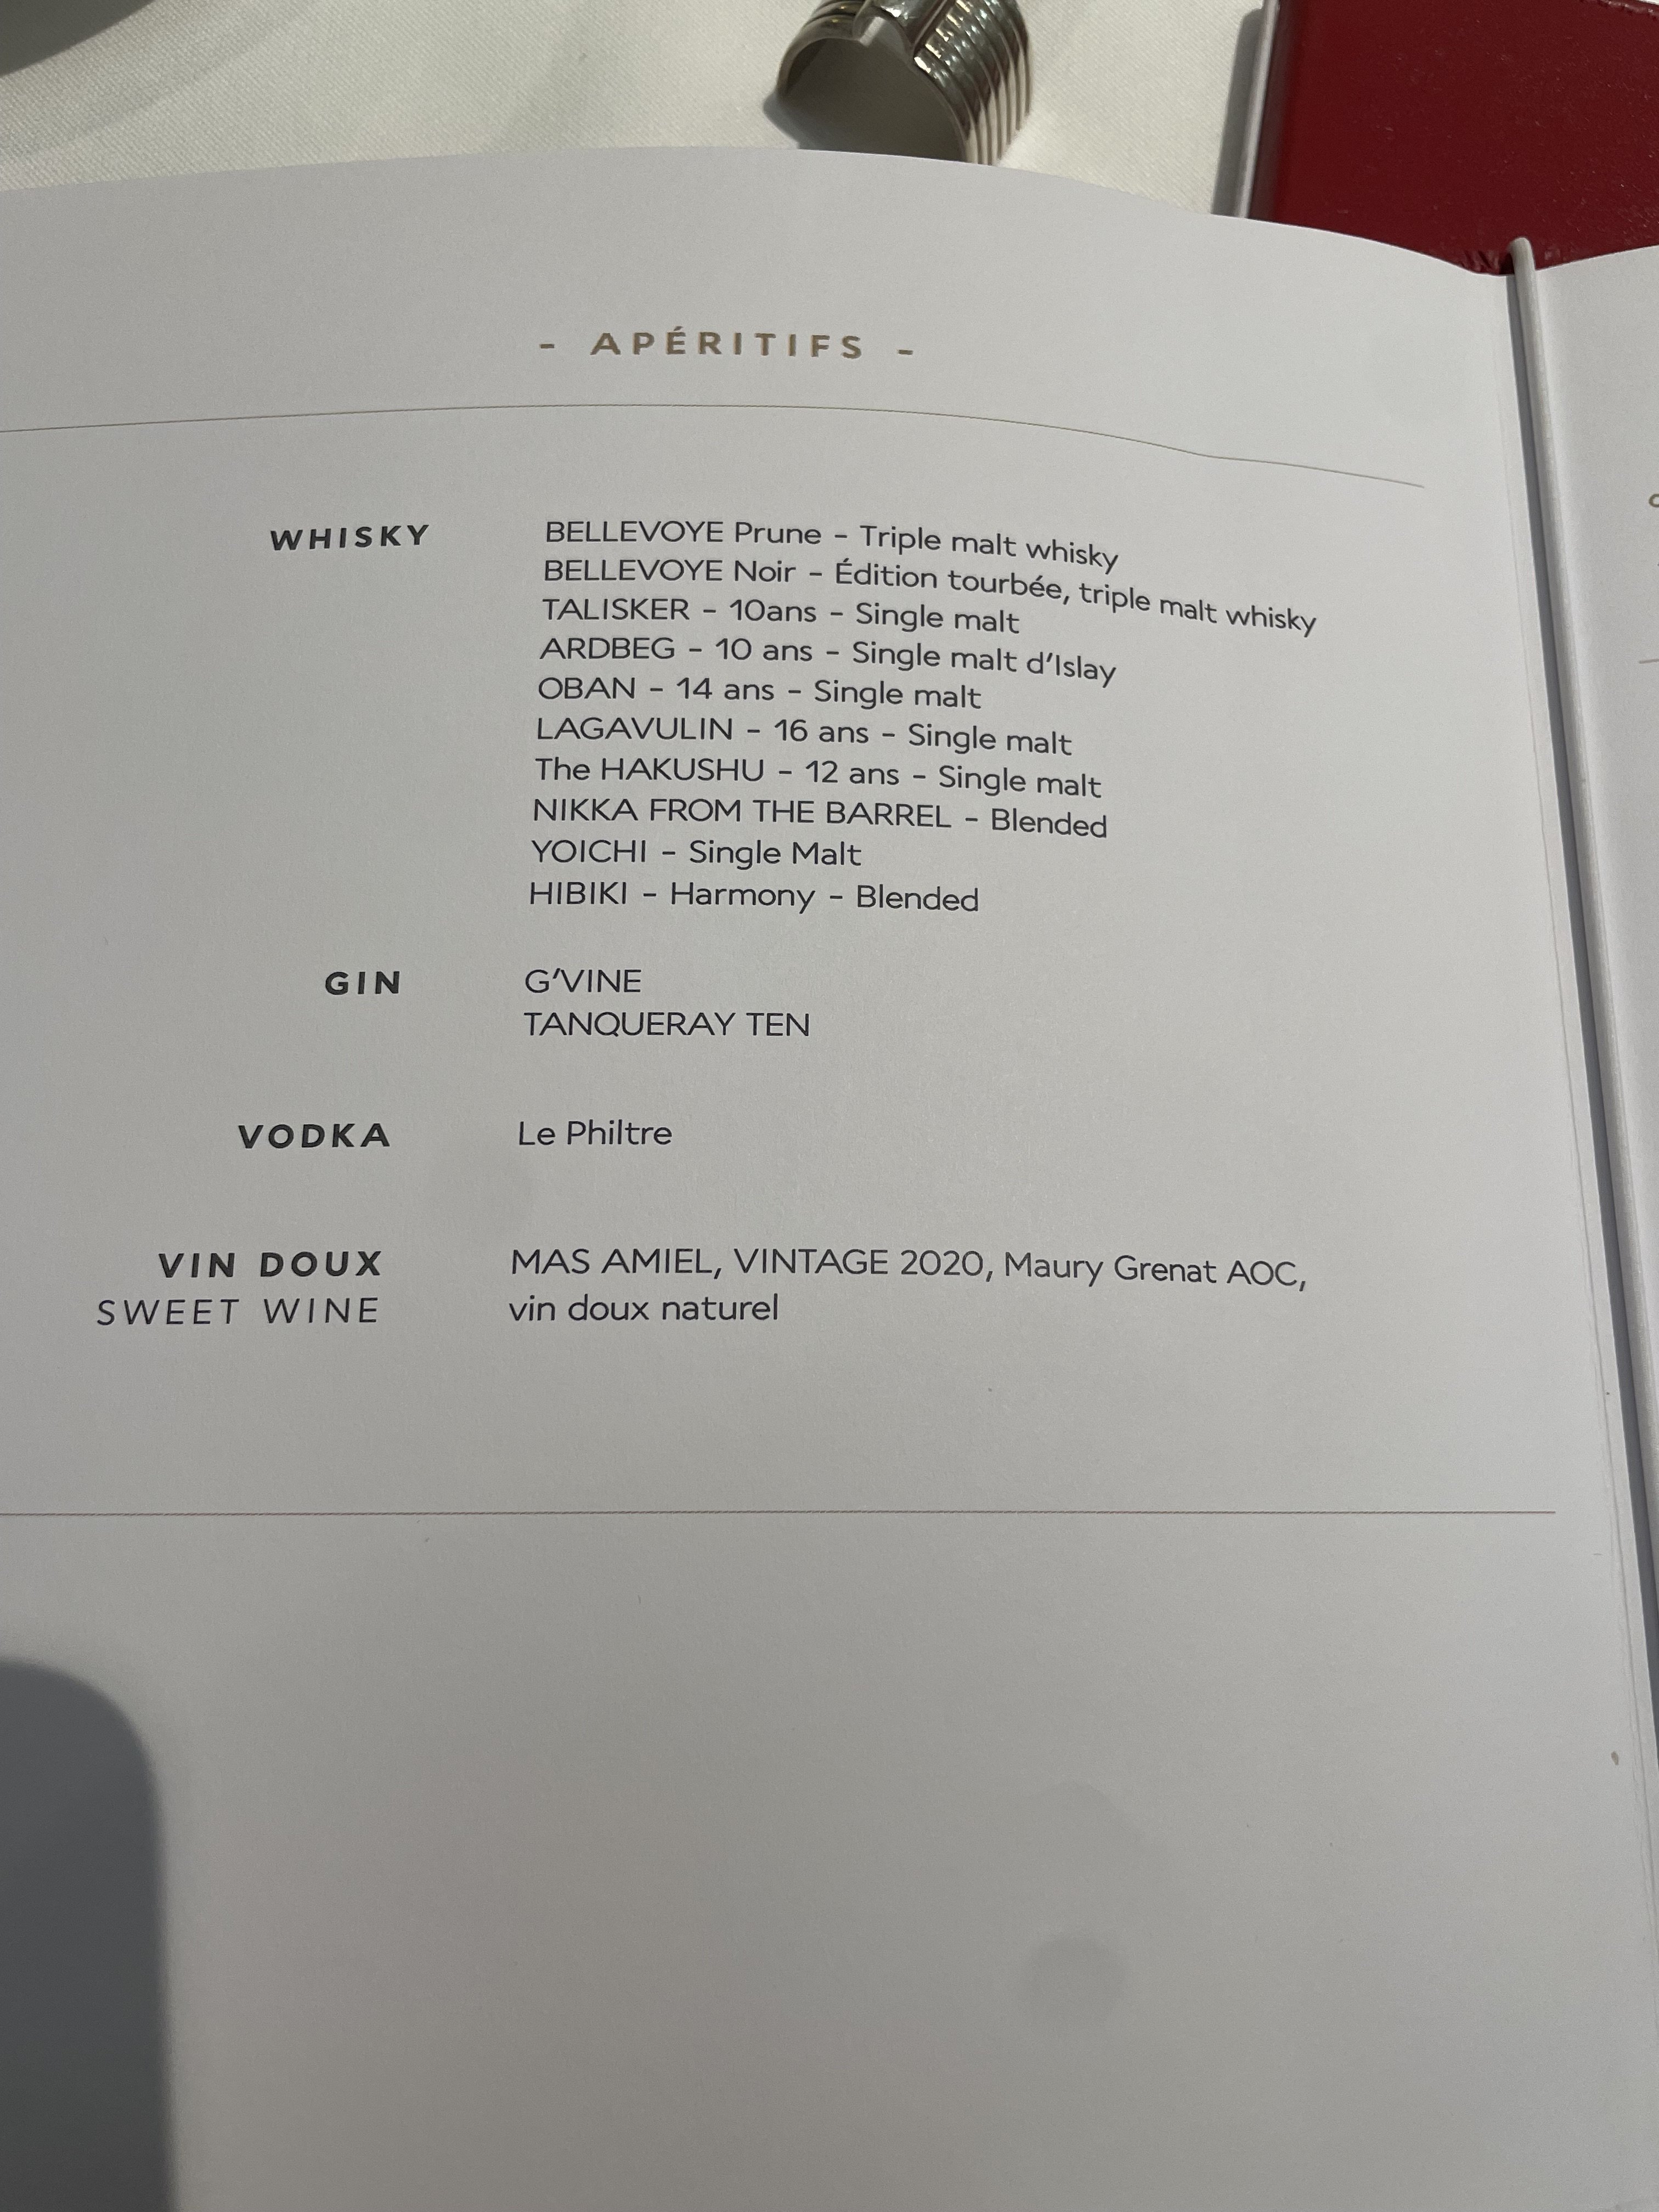 - APÉRITIFS -
WHISKY
BELLEVOYE Prune - Triple malt whisky
BELLEVOYE Noir - Édition tourbée, triple malt whisky
TALISKER - 10ans - Single malt
ARDBEG - 10 ans - Single malt d'Islay
OBAN - 14 ans - Single malt
LAGAVULIN - 16 ans - Single malt
The HAKUSHU - 12 ans - Single malt
NIKKA FROM THE BARREL - Blended
YOICHI - Single Malt
HIBIKI - Harmony - Blended
GIN
G'VINE
TANQUERAY TEN
VODKA
Le Philtre
VIN DOUX
SWEET WINE
MAS AMIEL, VINTAGE 2020, Maury Grenat AOC,
vin doux naturel